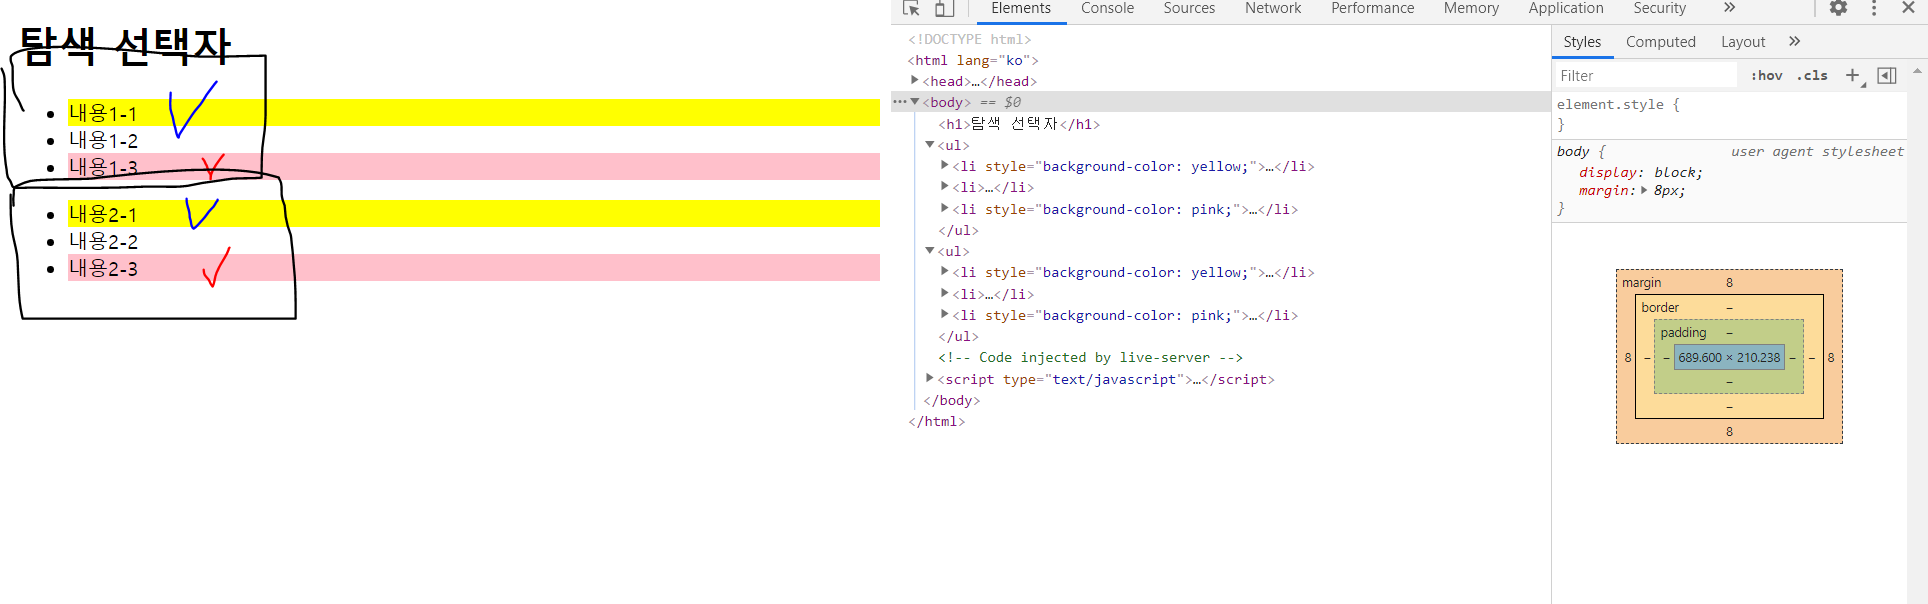 탐색 선택자
내용1-1
내용1-2
내용1-3
내용2-1
내용2-2
내용2-3
Elements Console Sources Network Performance Memory Application Security »
<!DOCTYPE html>
<html lang="ko">
<head>…</head>
<body> == $0
<h1>탐색 선택자</h1>
<ul>
<li style="background-color: yellow;">…</li>
<li>…</li>
<li style="background-color: pink;">…</li>
</ul>
<ul>
<li style="background-color: yellow;">…</li>
<li>…</li>
<li style="background-color: pink;">…</li>
</ul>
<!-- Code injected by live-server -->
<script type="text/javascript">…</script>
</body>
</html>
Styles Computed Layout »
Filter :hov .cls +
element.style {
}
body { user agent stylesheet
display: block;
margin: 8px;
}
margin 8
border –
padding –
8 – – 689.600 × 210.238 – – 8
–
–
8